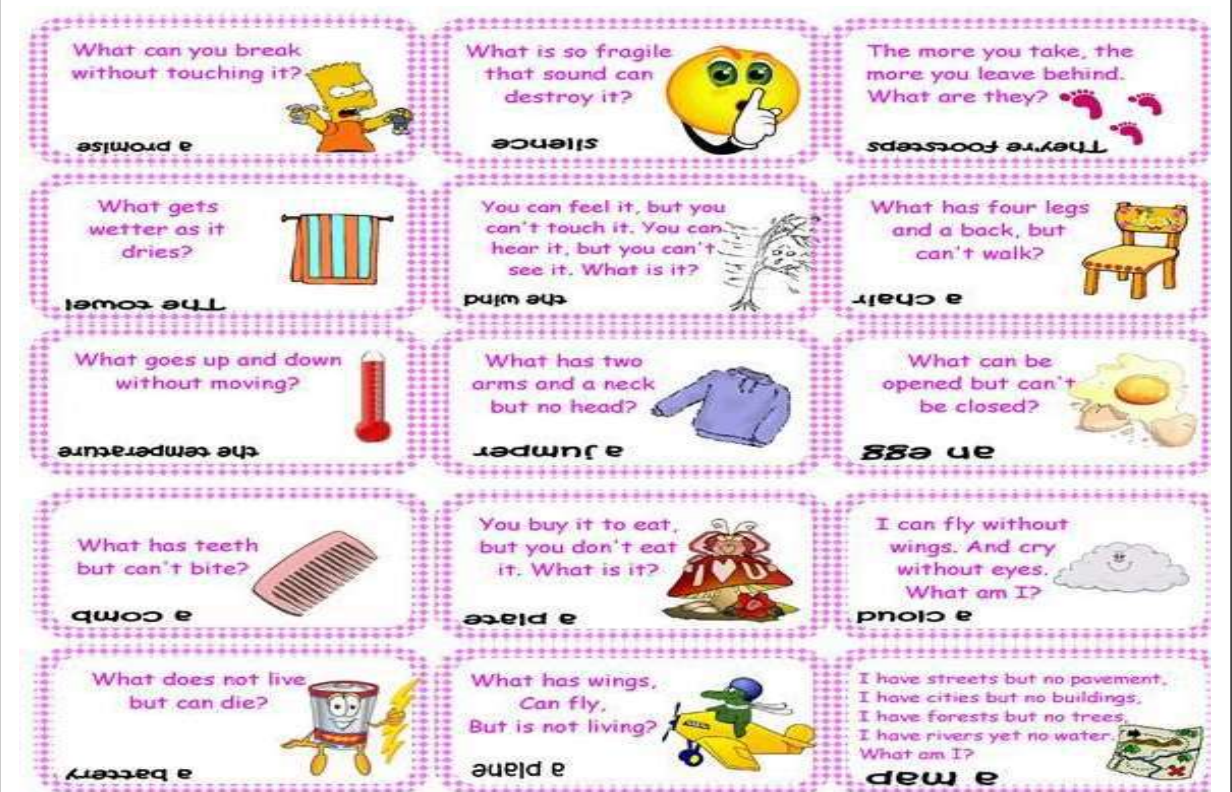 What can you break
without touching it?
a promise
What is so fragile
that sound can
destroy it?
silence
The more you take, the
more you leave behind.
What are they?
They're footsteps
What gets
wetter as it
dries?
The towel
You can feel it, but you
can't touch it. You can
hear it, but you can't
see it. What is it?
the wind
What has four legs
and a back, but
can't walk?
a chair
What goes up and down
without moving?
the temperature
What has two
arms and a neck
but no head?
a jumper
What can be
opened but can't
be closed?
an egg
What has teeth
but can't bite?
a comb
You buy it to eat,
but you don't eat
it. What is it?
I ♥ U
a plate
I can fly without
wings. And cry
without eyes.
What am I?
a cloud
What does not live
but can die?
a battery
What has wings,
Can fly,
But is not living?
a plane
I have streets but no pavement,
I have cities but no buildings,
I have forests but no trees,
I have rivers yet no water.
What am I?
a map